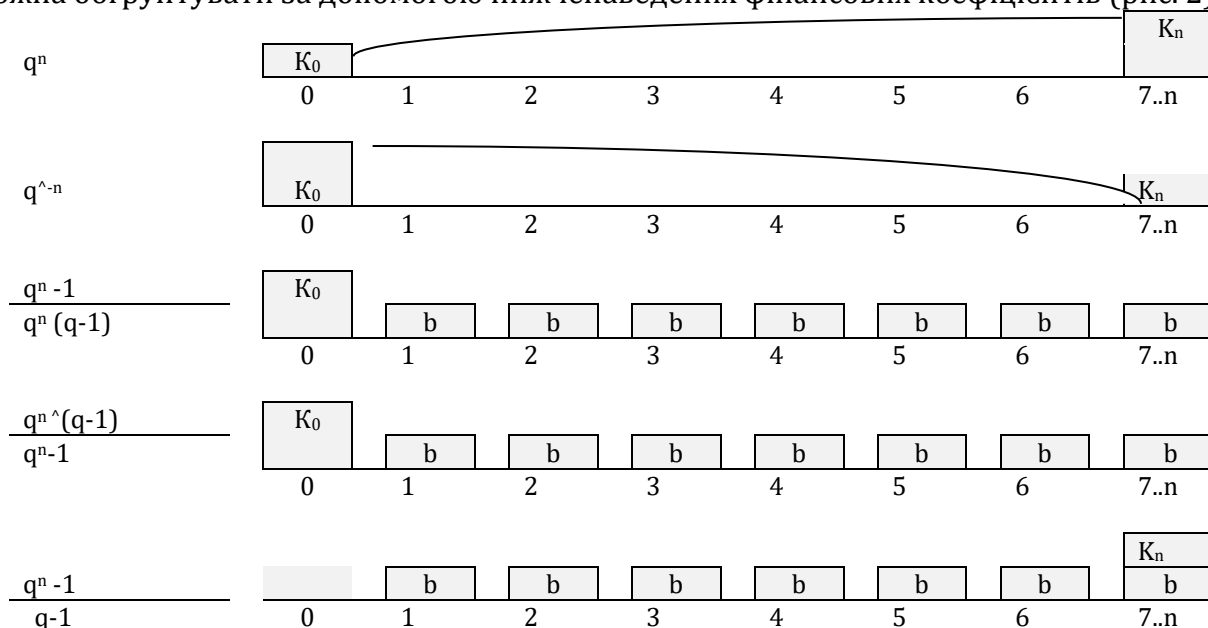 ожна обґрунтувати за допомогою нижченаведених фінансових коефіцієнтів (рис. 2)
qⁿ K₀ Kₙ
0 1 2 3 4 5 6 7..n
q^⁻ⁿ K₀ Kₙ
0 1 2 3 4 5 6 7..n
qⁿ -1 K₀
qⁿ (q-1) b b b b b b b
0 1 2 3 4 5 6 7..n
qⁿ ^(q-1) K₀
qⁿ-1 b b b b b b b
0 1 2 3 4 5 6 7..n
Kₙ
qⁿ -1 b b b b b b b
q-1 0 1 2 3 4 5 6 7..n